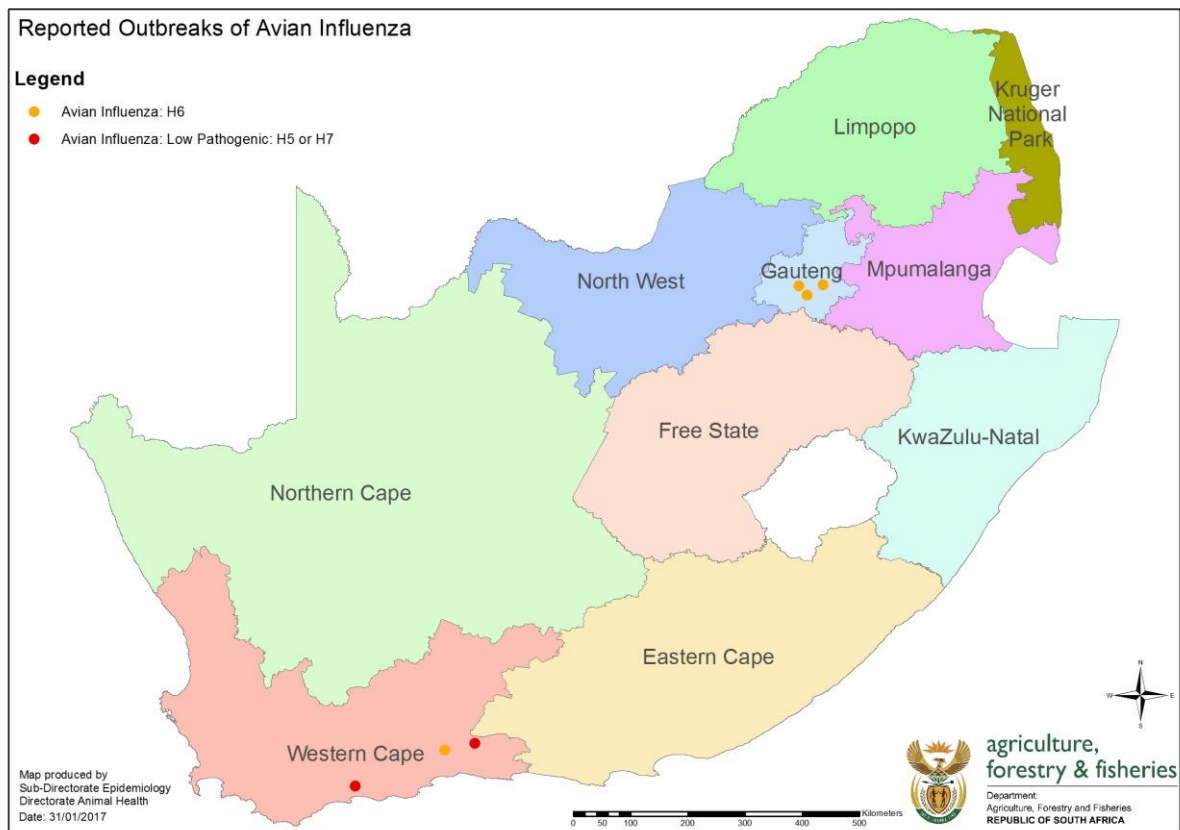 Reported Outbreaks of Avian Influenza
Legend
Avian Influenza: H6
Avian Influenza: Low Pathogenic: H5 or H7
Kruger
National
Park
Limpopo
North West
Gauteng
Mpumalanga
Free State
KwaZulu-Natal
Northern Cape
Eastern Cape
Western Cape
N
W
E
S
Map produced by
Sub-Directorate Epidemiology
Directorate Animal Health
Date: 31/01/2017
Kilometers
0 50 100 200 300 400 500
agriculture,
forestry & fisheries
Department:
Agriculture, Forestry and Fisheries
REPUBLIC OF SOUTH AFRICA